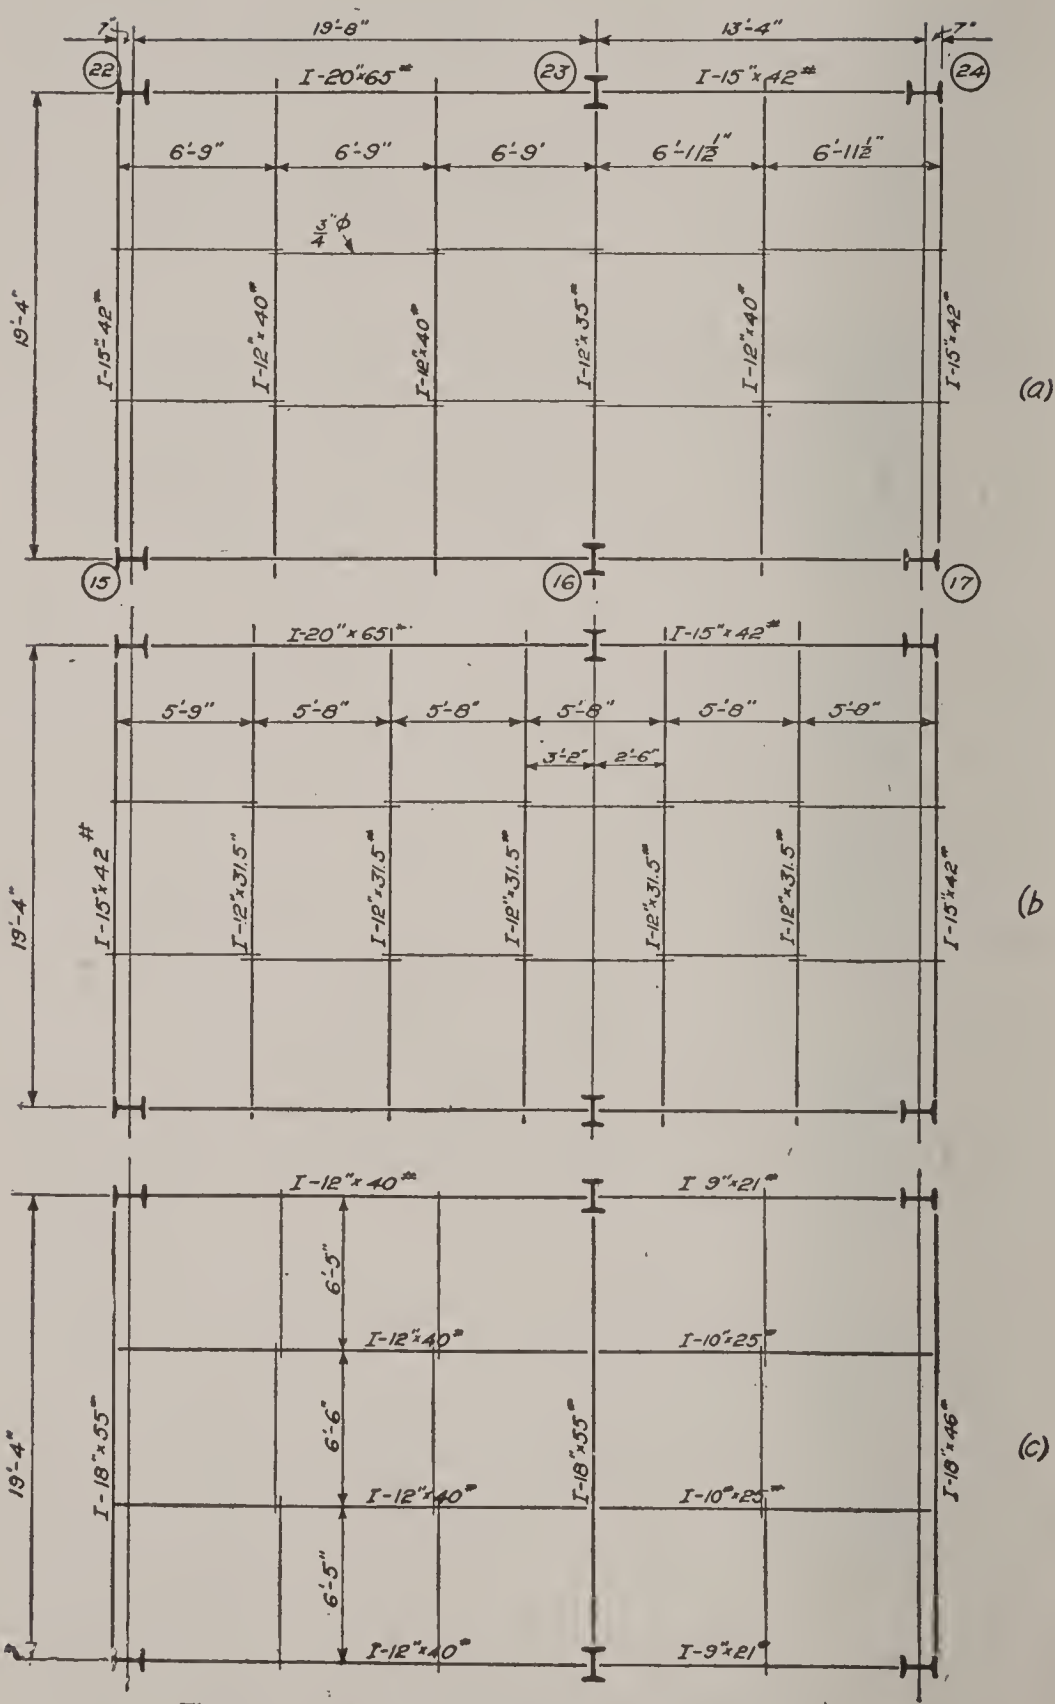 7" 19'-8" 13'-4" 7"
22 I-20"x65# 23 I-15"x42# 24
6'-9" 6'-9" 6'-9' 6'-11½" 6'-11½"
¾"φ
19'-4"
I-15"-42#
I-12"x40#
I-12"x40#
I-12"x35#
I-12"x40#
I-15"x42#
(a)
15 16 17
I-20"x65# I-15"x42#
5'-9" 5'-8" 5'-8" 5'-8" 5'-8" 5'-8"
3'-2" 2'-6"
19'-4"
I-15"x42#
I-12"x31.5"
I-12"x31.5#
I-12"x31.5#
I-12"x31.5#
I-12"x31.5#
I-15"x42#
(b
I-12"x40# I 9"x21#
6'-5"
I-12"x40# I-10"x25#
19'-4"
I-18"x55#
6'-6"
I-18"x55#
I-18"x46#
(c)
I-12"x40# I-10"x25#
6'-5"
I-12"x40# I-9"x21#